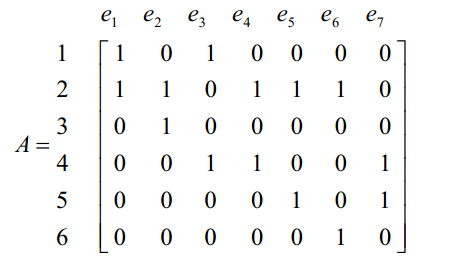 e1 e2 e3 e4 e5 e6 e7
1 1 0 1 0 0 0 0
2 1 1 0 1 1 1 0
3 0 1 0 0 0 0 0
A =
4 0 0 1 1 0 0 1
5 0 0 0 0 1 0 1
6 0 0 0 0 0 1 0